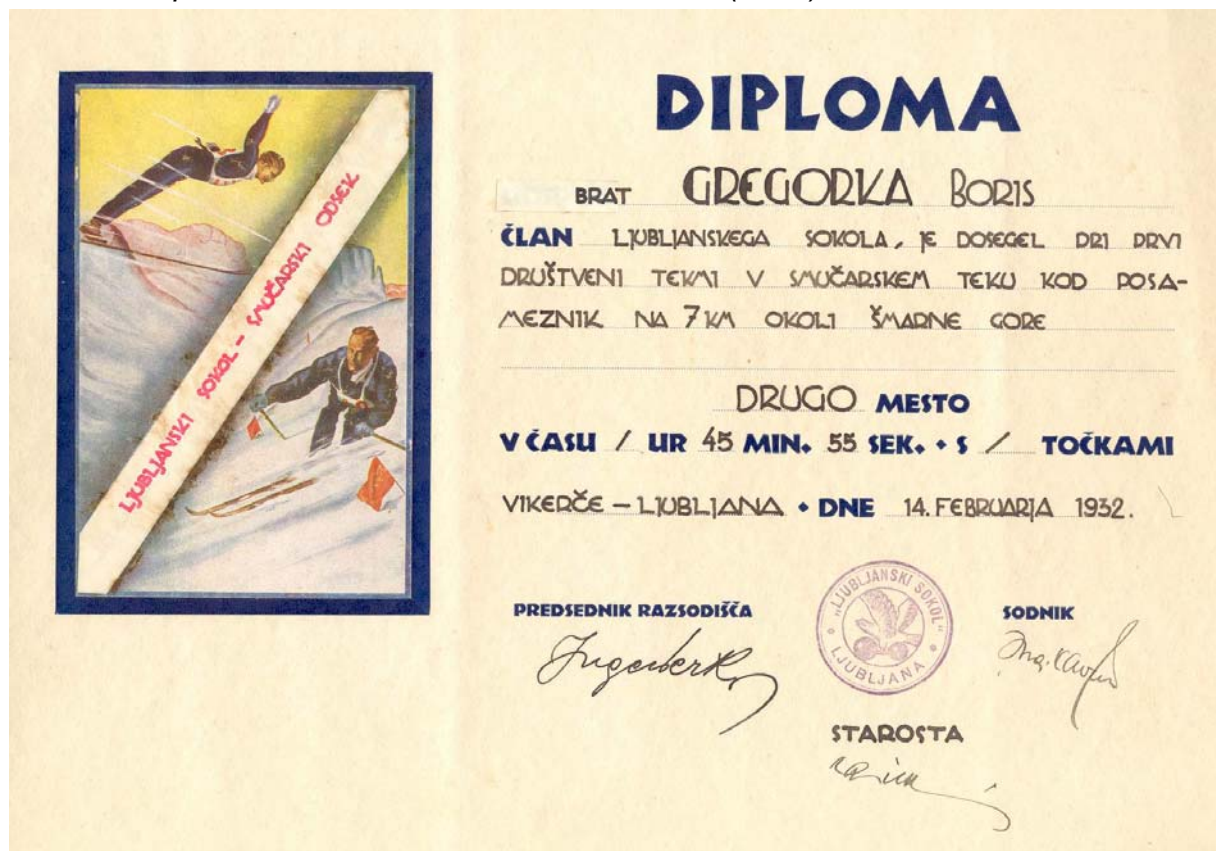 LJUBLJANSKI SOKOL – SMUČARSKI ODSEK
DIPLOMA
BRAT GREGORKA BORIS
ČLAN LJUBLJANSKEGA SOKOLA, JE DOSEGEL PRI PRVI
DRUŠTVENI TEKMI V SMUČARSKEM TEKU KOD POSA-
MEZNIK NA 7 KM OKOLI ŠMARNE GORE
DRUGO MESTO
V ČASU / UR 45 MIN. 55 SEK. • S / TOČKAMI
VIKERČE – LJUBLJANA • DNE 14. FEBRUARJA 1932.
PREDSEDNIK RAZSODIŠČA
"LJUBLJANSKI SOKOL"
LJUBLJANA
SODNIK
STAROSTA